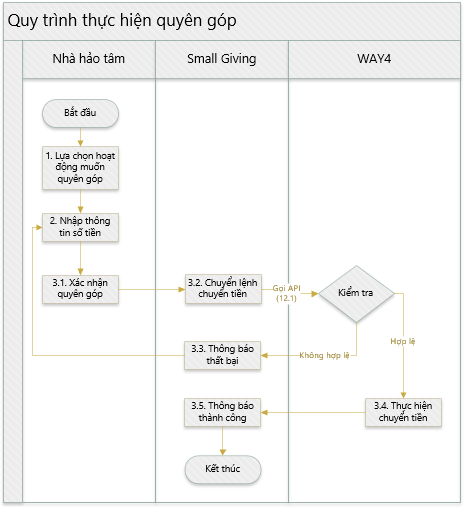 Quy trình thực hiện quyên góp
Nhà hảo tâm
Small Giving
WAY4
Bắt đầu
1. Lựa chọn hoạt
động muốn
quyên góp
2. Nhập thông
tin số tiền
3.1. Xác nhận
quyên góp
3.2. Chuyển lệnh
chuyển tiền
Gọi API
(12.1)
Kiểm tra
Hợp lệ
Không hợp lệ
3.3. Thông báo
thất bại
3.4. Thực hiện
chuyển tiền
3.5. Thông báo
thành công
Kết thúc